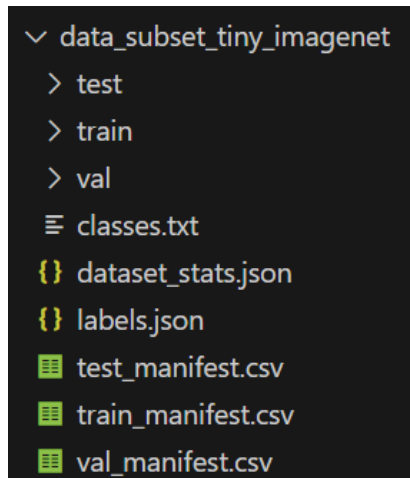 data_subset_tiny_imagenet
test
train
val
classes.txt
dataset_stats.json
labels.json
test_manifest.csv
train_manifest.csv
val_manifest.csv